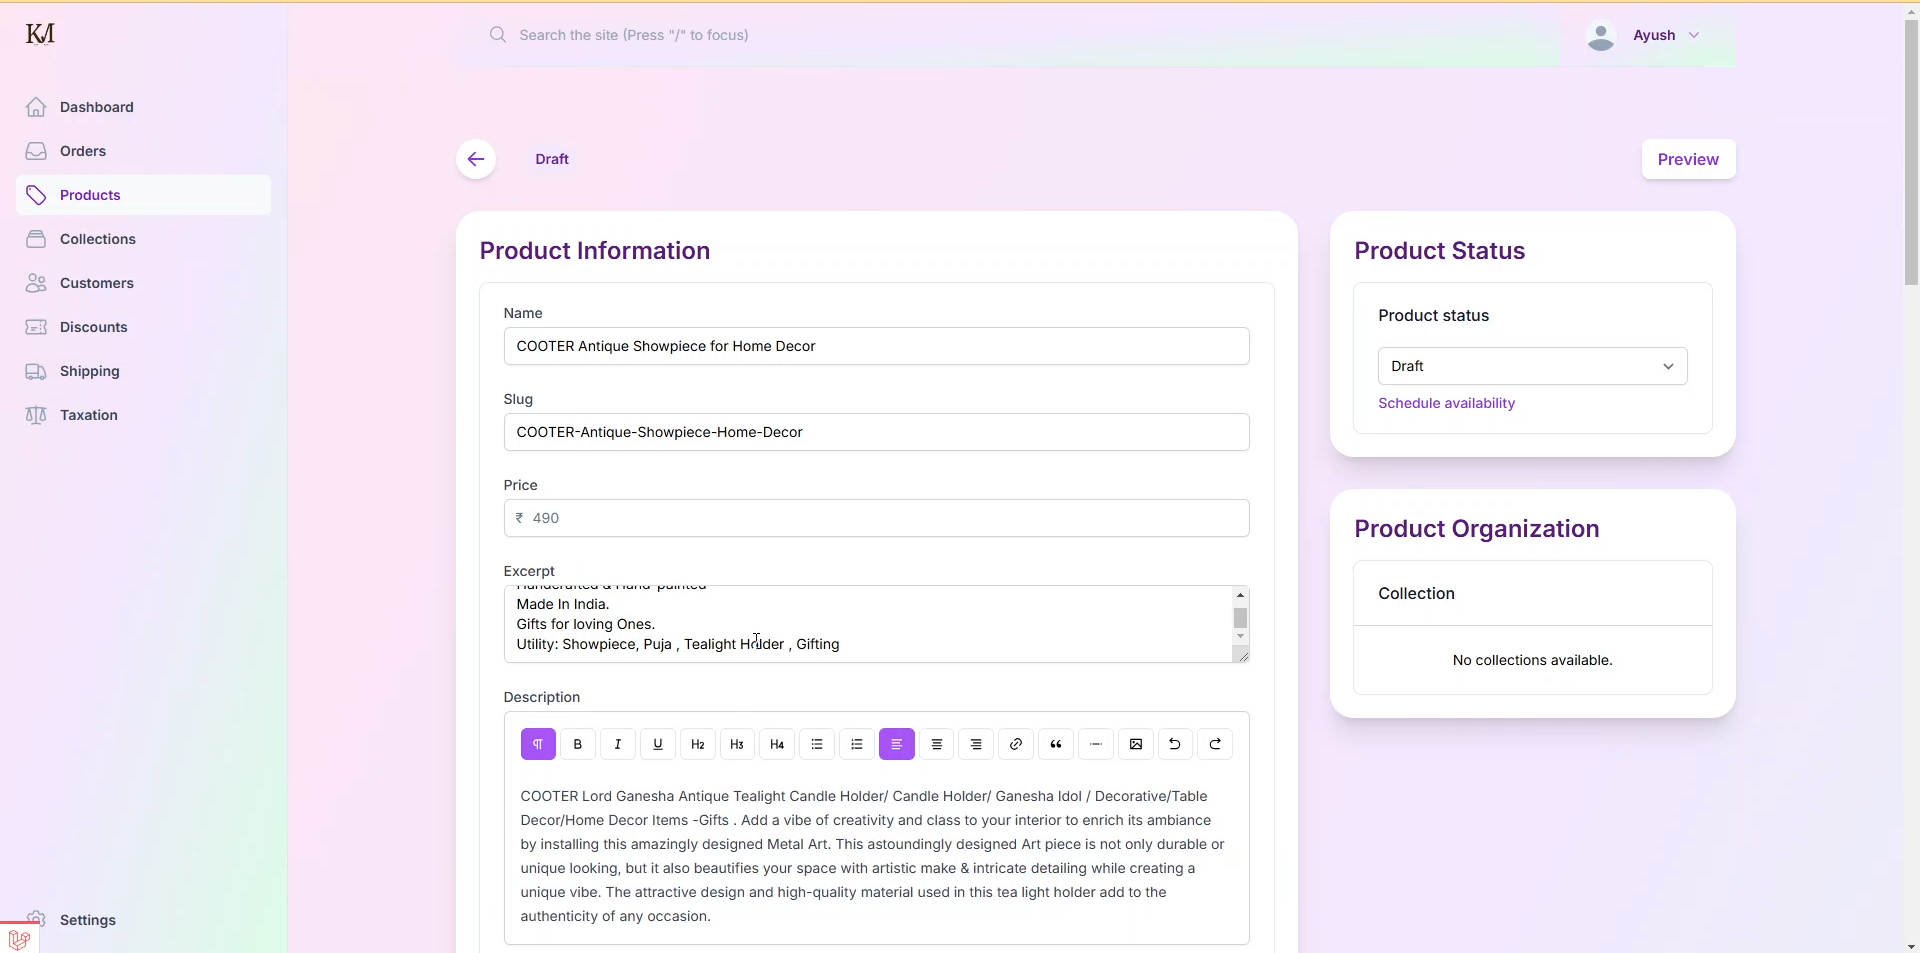 KM
Search the site (Press "/" to focus)
Ayush
Dashboard
Orders
Products
Collections
Customers
Discounts
Shipping
Taxation
Settings
Draft
Preview
Product Information
Name
COOTER Antique Showpiece for Home Decor
Slug
COOTER-Antique-Showpiece-Home-Decor
Price
₹ 490
Excerpt
Handcrafted & Hand-painted
Made In India.
Gifts for loving Ones.
Utility: Showpiece, Puja , Tealight Holder , Gifting
Description
B I U H2 H3 H4
COOTER Lord Ganesha Antique Tealight Candle Holder/ Candle Holder/ Ganesha Idol / Decorative/Table
Decor/Home Decor Items -Gifts . Add a vibe of creativity and class to your interior to enrich its ambiance
by installing this amazingly designed Metal Art. This astoundingly designed Art piece is not only durable or
unique looking, but it also beautifies your space with artistic make & intricate detailing while creating a
unique vibe. The attractive design and high-quality material used in this tea light holder add to the
authenticity of any occasion.
Product Status
Product status
Draft
Schedule availability
Product Organization
Collection
No collections available.